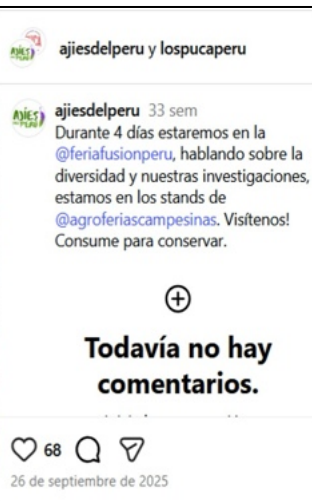 ajiesdelperu y lospucaperu
ajiesdelperu 33 sem
Durante 4 días estaremos en la
@feriafusionperu, hablando sobre la
diversidad y nuestras investigaciones,
estamos en los stands de
@agroferiascampesinas. Visítenos!
Consume para conservar.
Todavía no hay
comentarios.
68
26 de septiembre de 2025